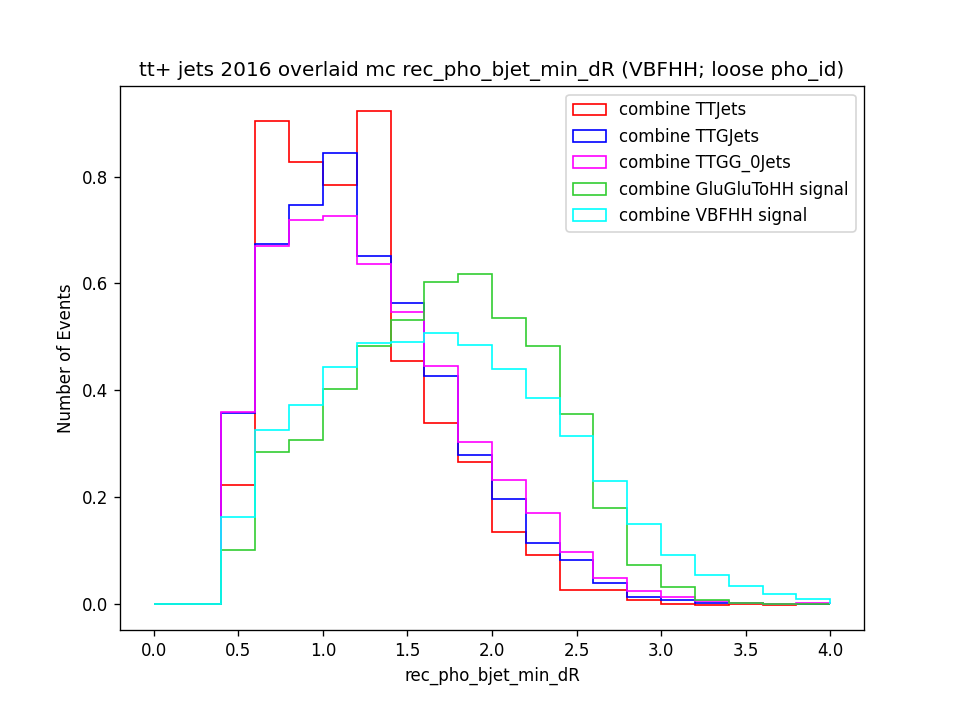 tt+ jets 2016 overlaid mc rec_pho_bjet_min_dR (VBFHH; loose pho_id)
combine TTJets
combine TTGJets
combine TTGG_0Jets
combine GluGluToHH signal
combine VBFHH signal
Number of Events
0.8
0.6
0.4
0.2
0.0
0.0 0.5 1.0 1.5 2.0 2.5 3.0 3.5 4.0
rec_pho_bjet_min_dR